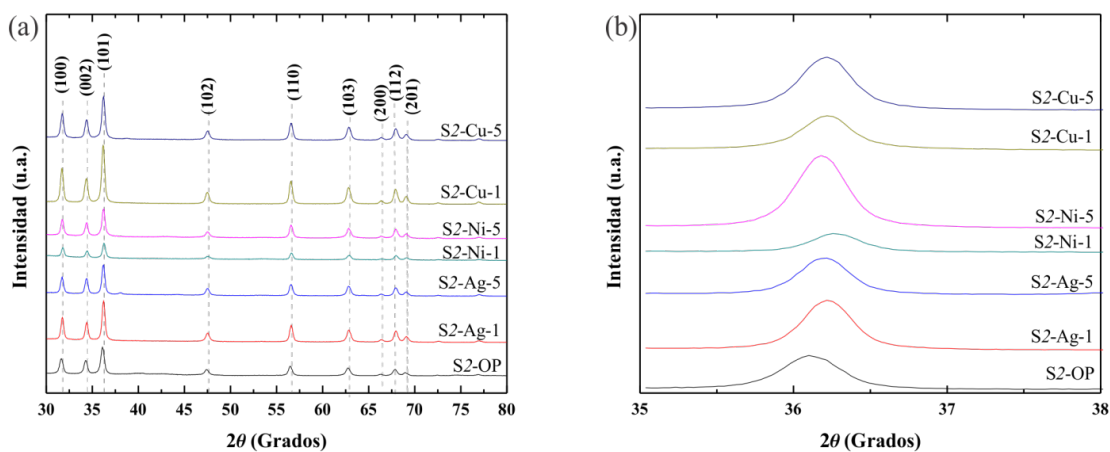 (a)
(100)
(002)
(101)
(102)
(110)
(103)
(200)
(112)
(201)
S2-Cu-5
S2-Cu-1
S2-Ni-5
S2-Ni-1
S2-Ag-5
S2-Ag-1
S2-OP
Intensidad (u.a.)
30 35 40 45 50 55 60 65 70 75 80
2θ (Grados)
(b)
S2-Cu-5
S2-Cu-1
S2-Ni-5
S2-Ni-1
S2-Ag-5
S2-Ag-1
S2-OP
Intensidad (u.a.)
35 36 37 38
2θ (Grados)